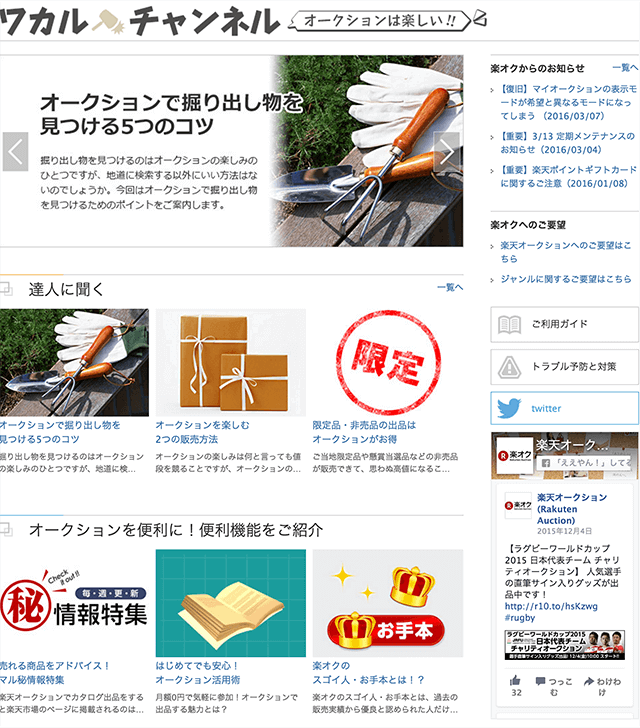 ワカル チャンネル
オークションは楽しい!!
オークションで掘り出し物を
見つける5つのコツ
掘り出し物を見つけるのはオークションの楽しみの
ひとつですが、地道に検索する以外にいい方法はな
いのでしょうか。今回はオークションで掘り出し物
を見つけるためのポイントをご案内します。
達人に聞く
一覧へ
オークションで掘り出し物を
見つける5つのコツ
掘り出し物を見つけるのはオークション
の楽しみのひとつですが、地道に検...
オークションを楽しむ
2つの販売方法
オークションの楽しみは何と言っても値
段を競ることですが、オークションの...
限定
限定品・非売品の出品は
オークションがお得
ご当地限定品や懸賞当選品などの非売品
が販売できて、思わぬ高値になるこ...
オークションを便利に！便利機能をご紹介
Check it out!!
毎・週・更・新
㊙情報特集
売れる商品をアドバイス！
マル秘情報特集
楽天オークションでカタログ出品をする
と楽天市場のページに掲載されるのは...
はじめてでも安心！
オークション活用術
月額0円で気軽に参加！オークションで
出品する魅力とは？
お手本
楽オクの
スゴイ人・お手本とは！？
楽オクのスゴイ人・お手本とは、過去の
販売実績から優良と認められた人だけ...
楽オクからのお知らせ
一覧へ
【復旧】マイオークションの表示モ
ードが希望と異なるモードになっ
てしまう （2016/03/07）
【重要】3/13 定期メンテナンスの
お知らせ（2016/03/04）
【重要】楽天ポイントギフトカード
に関するご注意（2016/01/08）
楽オクへのご要望
楽天オークションへのご要望はこ
ちら
ジャンルに関するご要望はこちら
ご利用ガイド
トラブル予防と対策
twitter
楽オク
楽天オーク...
「ええやん！」してる
楽オク
楽天オークション
(Rakuten
Auction)
2015年12月4日
【ラグビーワールドカップ
2015 日本代表チーム チャリ
ティオークション】 人気選手
の直筆サイン入りグッズが出
品中です！
http://r10.to/hsKzwg
#rugby
ラグビーワールドカップ2015
日本代表チーム
チャリティオークション
選手直筆サイン入りグッズ出品！ 12/4(金)10:00 スタート!!
32
つっこむ
わけわけ